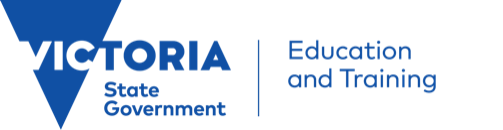 VICTORIA
State
Government
Education
and Training